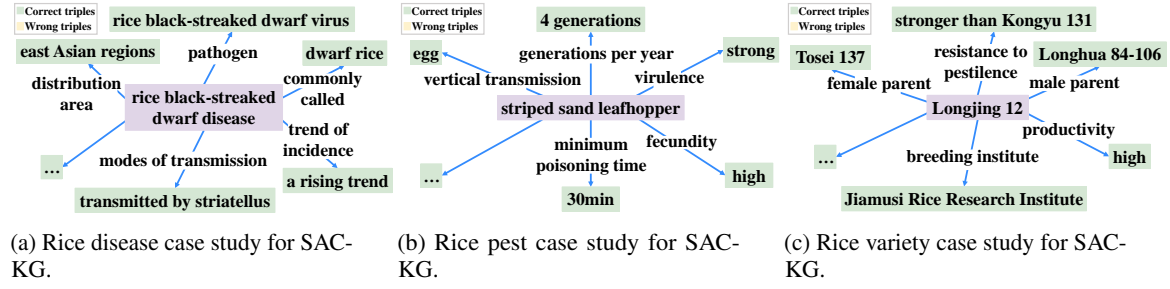 Correct triples
Wrong triples
rice black-streaked dwarf virus
east Asian regions
pathogen
dwarf rice
distribution
area
commonly
called
rice black-streaked
dwarf disease
trend of
incidence
...
modes of transmission
a rising trend
transmitted by striatellus
(a) Rice disease case study for SAC-
KG.
Correct triples
Wrong triples
4 generations
egg
generations per year
strong
vertical transmission
virulence
striped sand leafhopper
minimum
poisoning time
fecundity
...
high
30min
(b) Rice pest case study for SAC-
KG.
Correct triples
Wrong triples
stronger than Kongyu 131
Tosei 137
resistance to
pestilence
Longhua 84-106
female parent
male parent
Longjing 12
productivity
...
breeding institute
high
Jiamusi Rice Research Institute
(c) Rice variety case study for SAC-
KG.